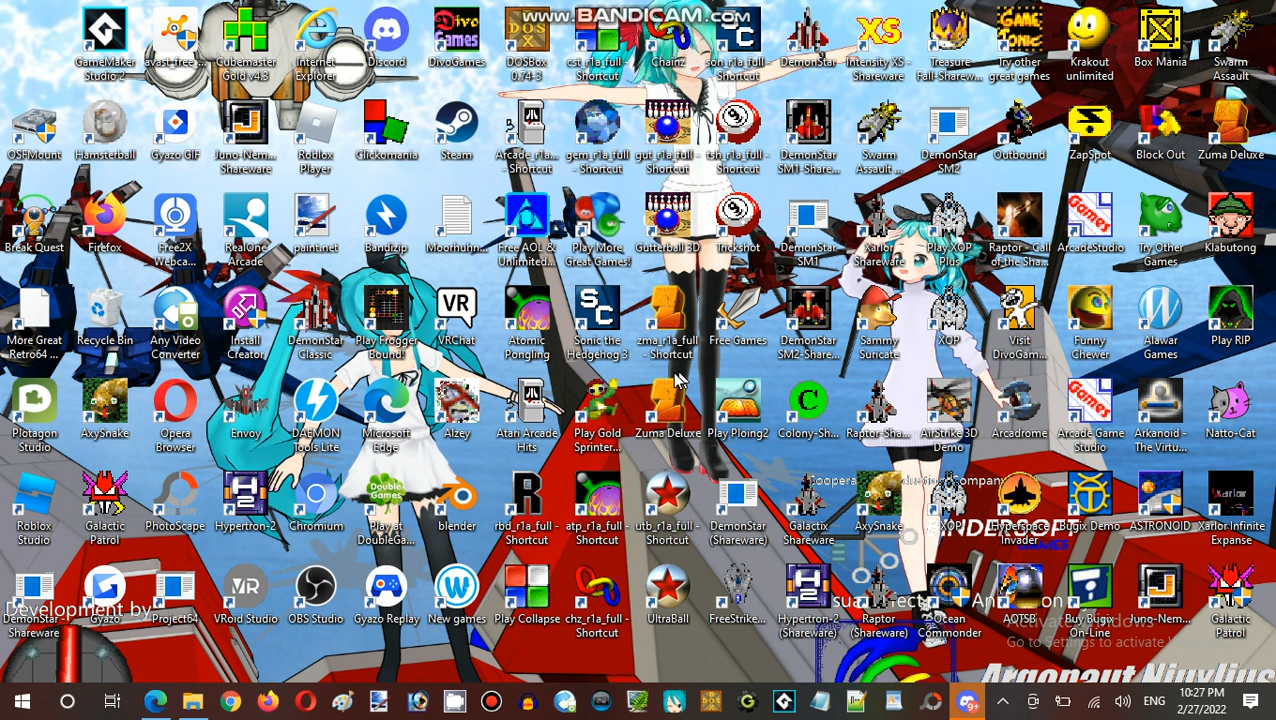 www.BANDICAM.com
GameMaker Studio 2
avast_free_...
Cubemaster Gold v4.3
Internet Explorer
Discord
DivoGames
DOSBox 0.74-3
cst_r1a_full - Shortcut
Chainz
son_r1a_full - Shortcut
DemonStar
Intensity XS - Shareware
Treasure Fall-Sharew...
Try other great games
Krakout unlimited
Box Mania
Swarm Assault
OSFMount
Hamsterball
Gyazo GIF
Juno-Nem... Shareware
Roblox Player
Clickomania
Steam
Arcade_r1a... - Shortcut
gem_r1a_full - Shortcut
gut_r1a_full - Shortcut
tsh_r1a_full - Shortcut
DemonStar SM1-Share...
Swarm Assault ...
DemonStar SM2
Outbound
ZapSpot
Block Out
Zuma Deluxe
Break Quest
Firefox
Free2X Webca...
RealOne Arcade
paint.net
Bandizip
Moorhuhn...
Free AOL & Unlimited...
Play More Great Games!
Gutterball 3D
Trickshot
DemonStar SM1
Xarlor Shareware
Play XOP Plus
Raptor - Call of the Sha...
ArcadeStudio
Try Other Games
Klabutong
More Great Retro64 ...
Recycle Bin
Any Video Converter
Install Creator
DemonStar Classic
Play Frogger Bound!
VRChat
Atomic Pongling
Sonic the Hedgehog 3
zma_r1a_full - Shortcut
Free Games
DemonStar SM2-Share...
Sammy Suricate
XOP
Visit DivoGam...
Funny Chewer
Alawar Games
Play RIP
Plotagon Studio
AxySnake
Opera Browser
Envoy
DAEMON Tools Lite
Microsoft Edge
Alzey
Atari Arcade Hits
Play Gold Sprinter...
Zuma Deluxe
Play Ploing2
Colony-Sh...
Raptor-Sha...
AirStrike 3D Demo
Arcadrome
Arcade Game Studio
Arkanoid - The Virtu...
Natto-Cat
Roblox Studio
Galactic Patrol
PhotoScape
Hypertron-2
Chromium
Play at DoubleGa...
blender
rbd_r1a_full - Shortcut
atp_r1a_full - Shortcut
utb_r1a_full - Shortcut
DemonStar (Shareware)
Galactix Shareware
AxySnake
XOP
Hyperspace Invader
Bugix Demo
ASTRONOID
Xarlor Infinite Expanse
DemonStar Shareware
Gyazo
Project64
VRoid Studio
OBS Studio
Gyazo Replay
New games
Play Collapse
chz_r1a_full - Shortcut
UltraBall
FreeStrike...
Hypertron-2 (Shareware)
Raptor (Shareware)
Ocean Commander
AOTSB
Buy Bugix On-Line
Juno-Nem...
Galactic Patrol
Development by
Activate Windows
Go to Settings to activate Windows.
Argonaut Niuxlius
ENG
10:27 PM
2/27/2022